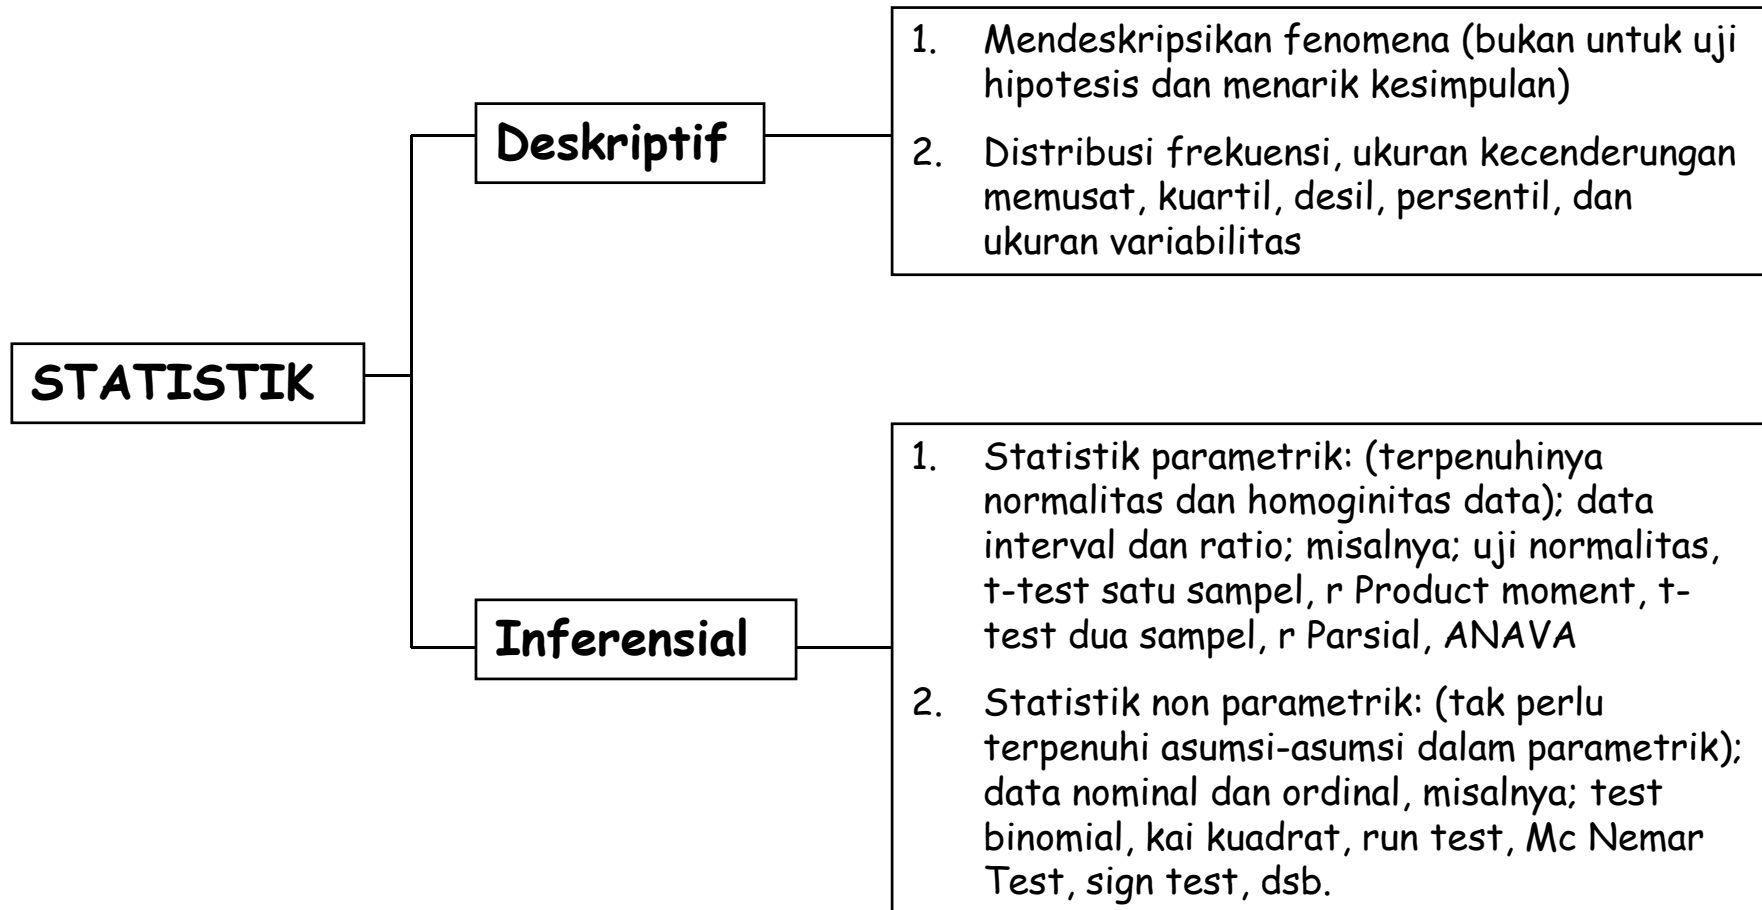 STATISTIK
Deskriptif
1. Mendeskripsikan fenomena (bukan untuk uji
hipotesis dan menarik kesimpulan)
2. Distribusi frekuensi, ukuran kecenderungan
memusat, kuartil, desil, persentil, dan
ukuran variabilitas
Inferensial
1. Statistik parametrik: (terpenuhinya
normalitas dan homoginitas data); data
interval dan ratio; misalnya; uji normalitas,
t-test satu sampel, r Product moment, t-
test dua sampel, r Parsial, ANAVA
2. Statistik non parametrik: (tak perlu
terpenuhi asumsi-asumsi dalam parametrik);
data nominal dan ordinal, misalnya; test
binomial, kai kuadrat, run test, Mc Nemar
Test, sign test, dsb.